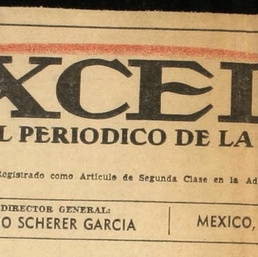 XCEL
L PERIODICO DE LA
Registrado como Artículo de Segunda Clase en la Ad
DIRECTOR GENERAL:
O SCHERER GARCIA
MEXICO,